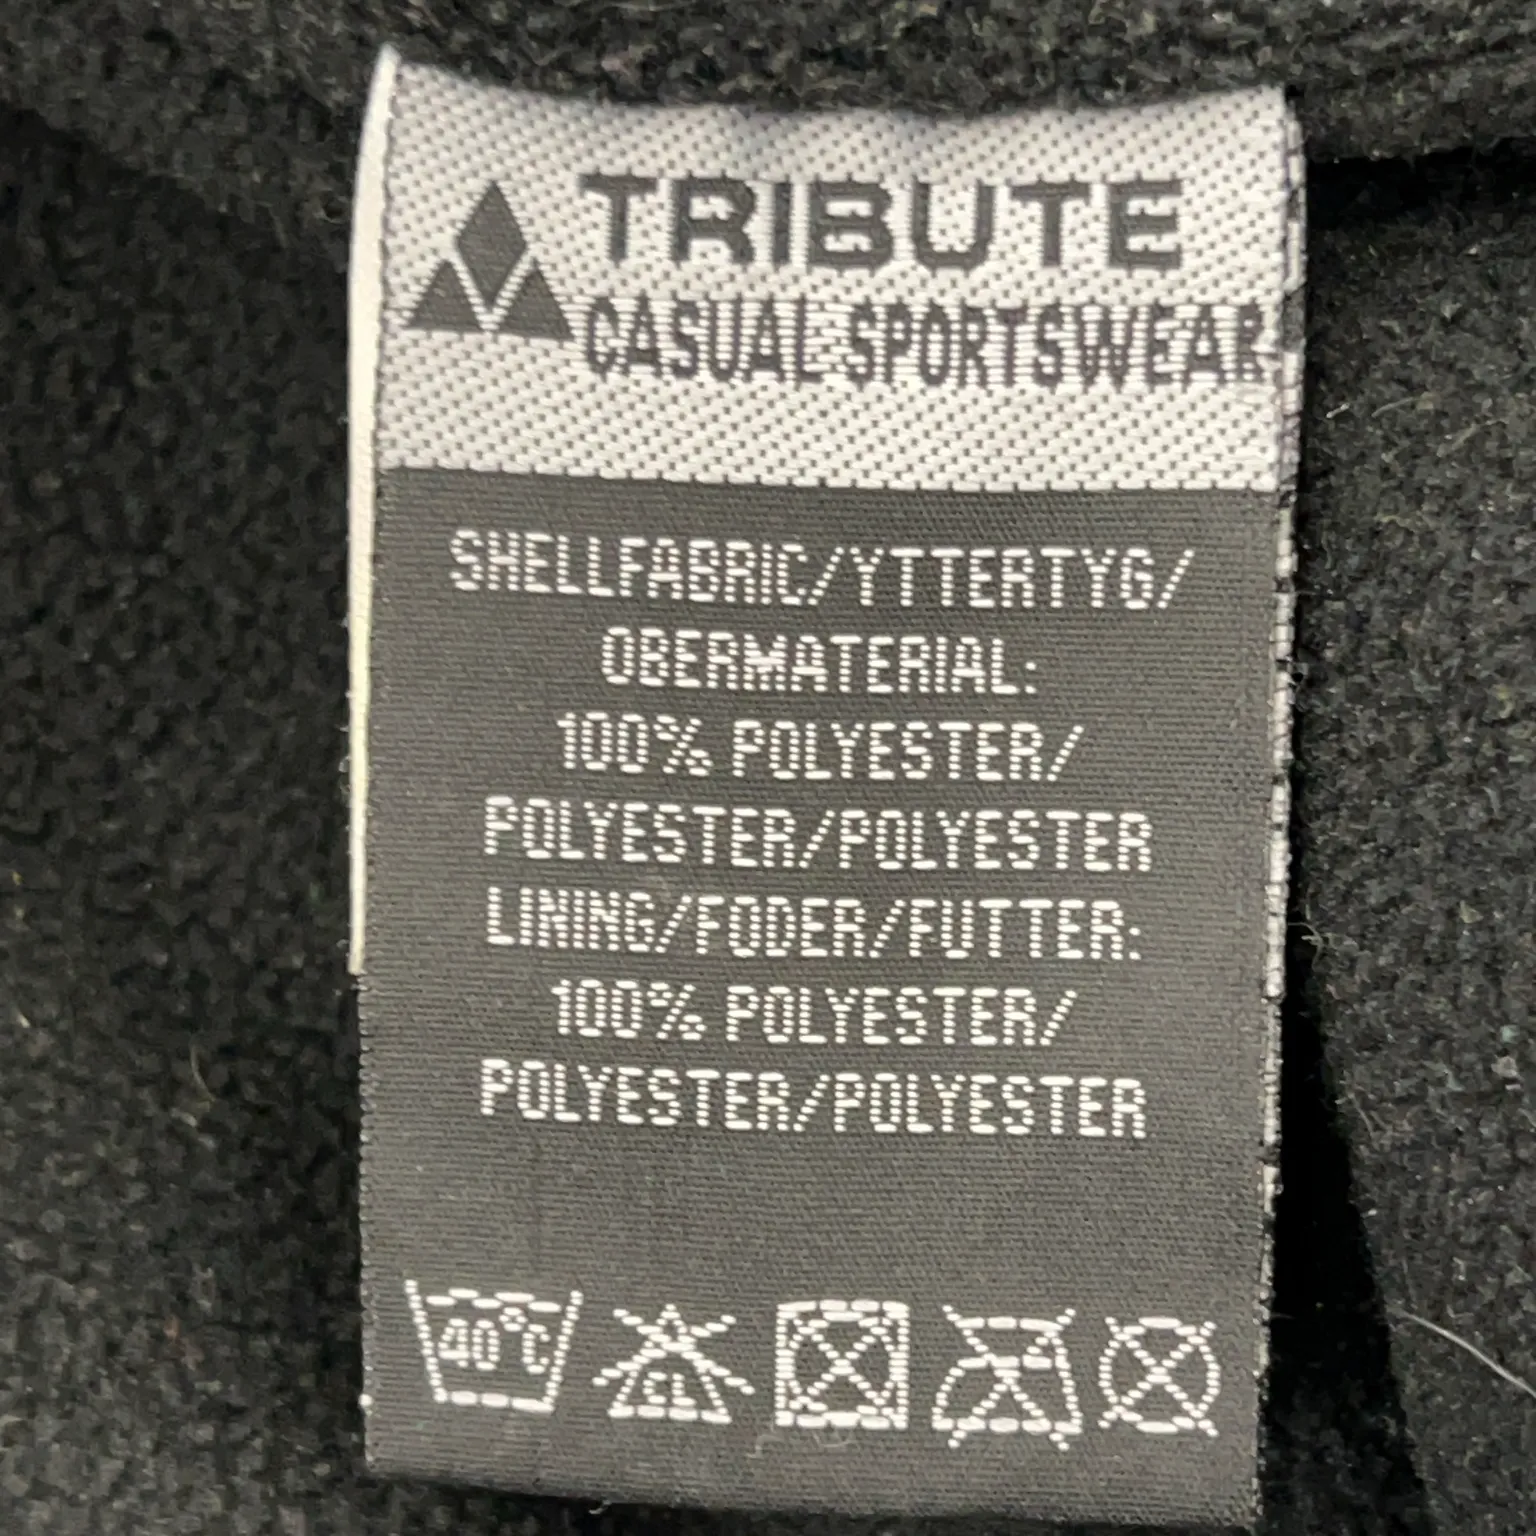 TRIBUTE
CASUAL SPORTSWEAR
SHELLFABRIC/YTTERTYG/
OBERMATERIAL:
100% POLYESTER/
POLYESTER/POLYESTER
LINING/FODER/FUTTER:
100% POLYESTER/
POLYESTER/POLYESTER
40°C CL